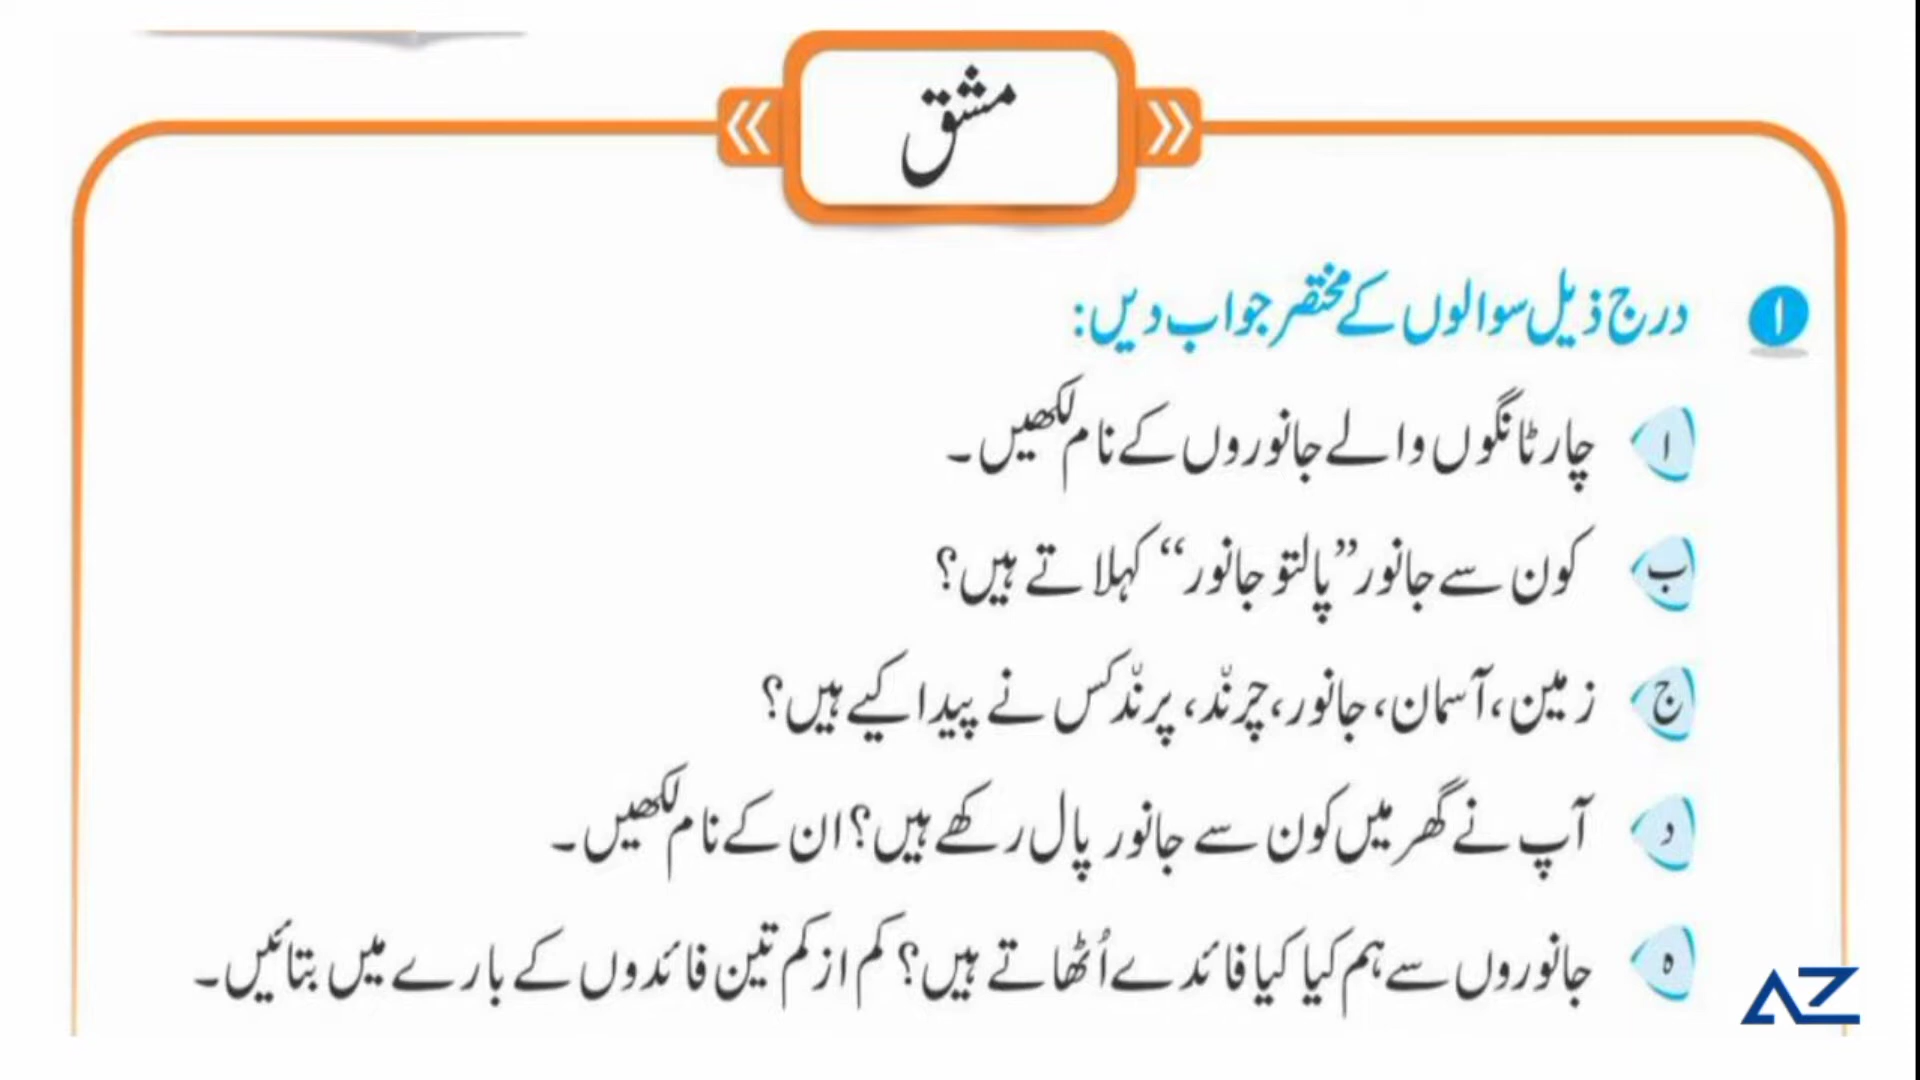 مشق
۱ درج ذیل سوالوں کے مختصر جواب دیں:
ا چار ٹانگوں والے جانوروں کے نام لکھیں۔
ب کون سے جانور ”پالتو جانور“ کہلاتے ہیں؟
ج زمین، آسمان، جانور، چرنْد، پرنْد کس نے پیدا کیے ہیں؟
د آپ نے گھر میں کون سے جانور پال رکھے ہیں؟ ان کے نام لکھیں۔
ہ جانوروں سے ہم کیا کیا فائدے اُٹھاتے ہیں؟ کم از کم تین فائدوں کے بارے میں بتائیں۔
AZ